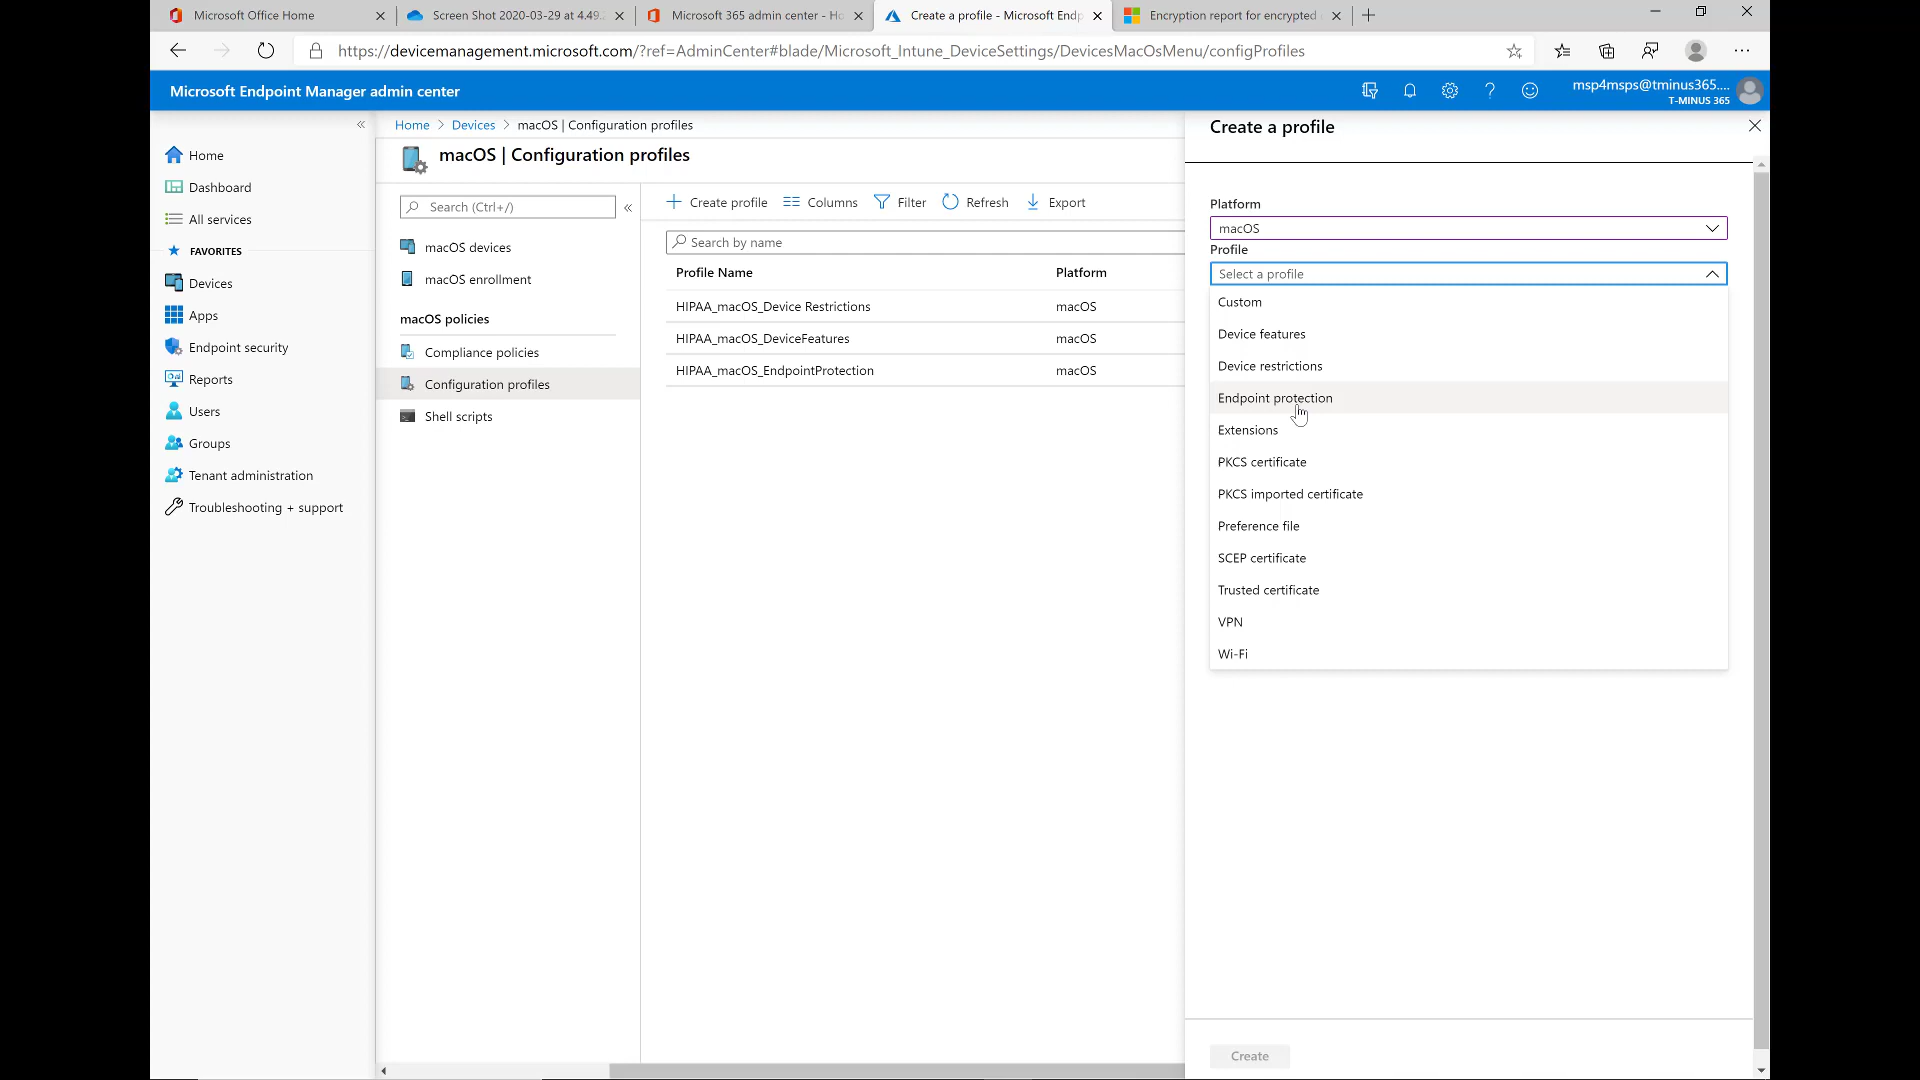 Microsoft Office Home
Screen Shot 2020-03-29 at 4.49.
Microsoft 365 admin center - Ho
Create a profile - Microsoft Endp
Encryption report for encrypted
https://devicemanagement.microsoft.com/?ref=AdminCenter#blade/Microsoft_Intune_DeviceSettings/DevicesMacOsMenu/configProfiles
Microsoft Endpoint Manager admin center
msp4msps@tminus365....
T-MINUS 365
Home
Dashboard
All services
FAVORITES
Devices
Apps
Endpoint security
Reports
Users
Groups
Tenant administration
Troubleshooting + support
Home > Devices > macOS | Configuration profiles
macOS | Configuration profiles
Search (Ctrl+/)
macOS devices
macOS enrollment
macOS policies
Compliance policies
Configuration profiles
Shell scripts
Create profile Columns Filter Refresh Export
Search by name
Profile Name Platform
HIPAA_macOS_Device Restrictions macOS
HIPAA_macOS_DeviceFeatures macOS
HIPAA_macOS_EndpointProtection macOS
Create a profile
Platform
macOS
Profile
Select a profile
Custom
Device features
Device restrictions
Endpoint protection
Extensions
PKCS certificate
PKCS imported certificate
Preference file
SCEP certificate
Trusted certificate
VPN
Wi-Fi
Create